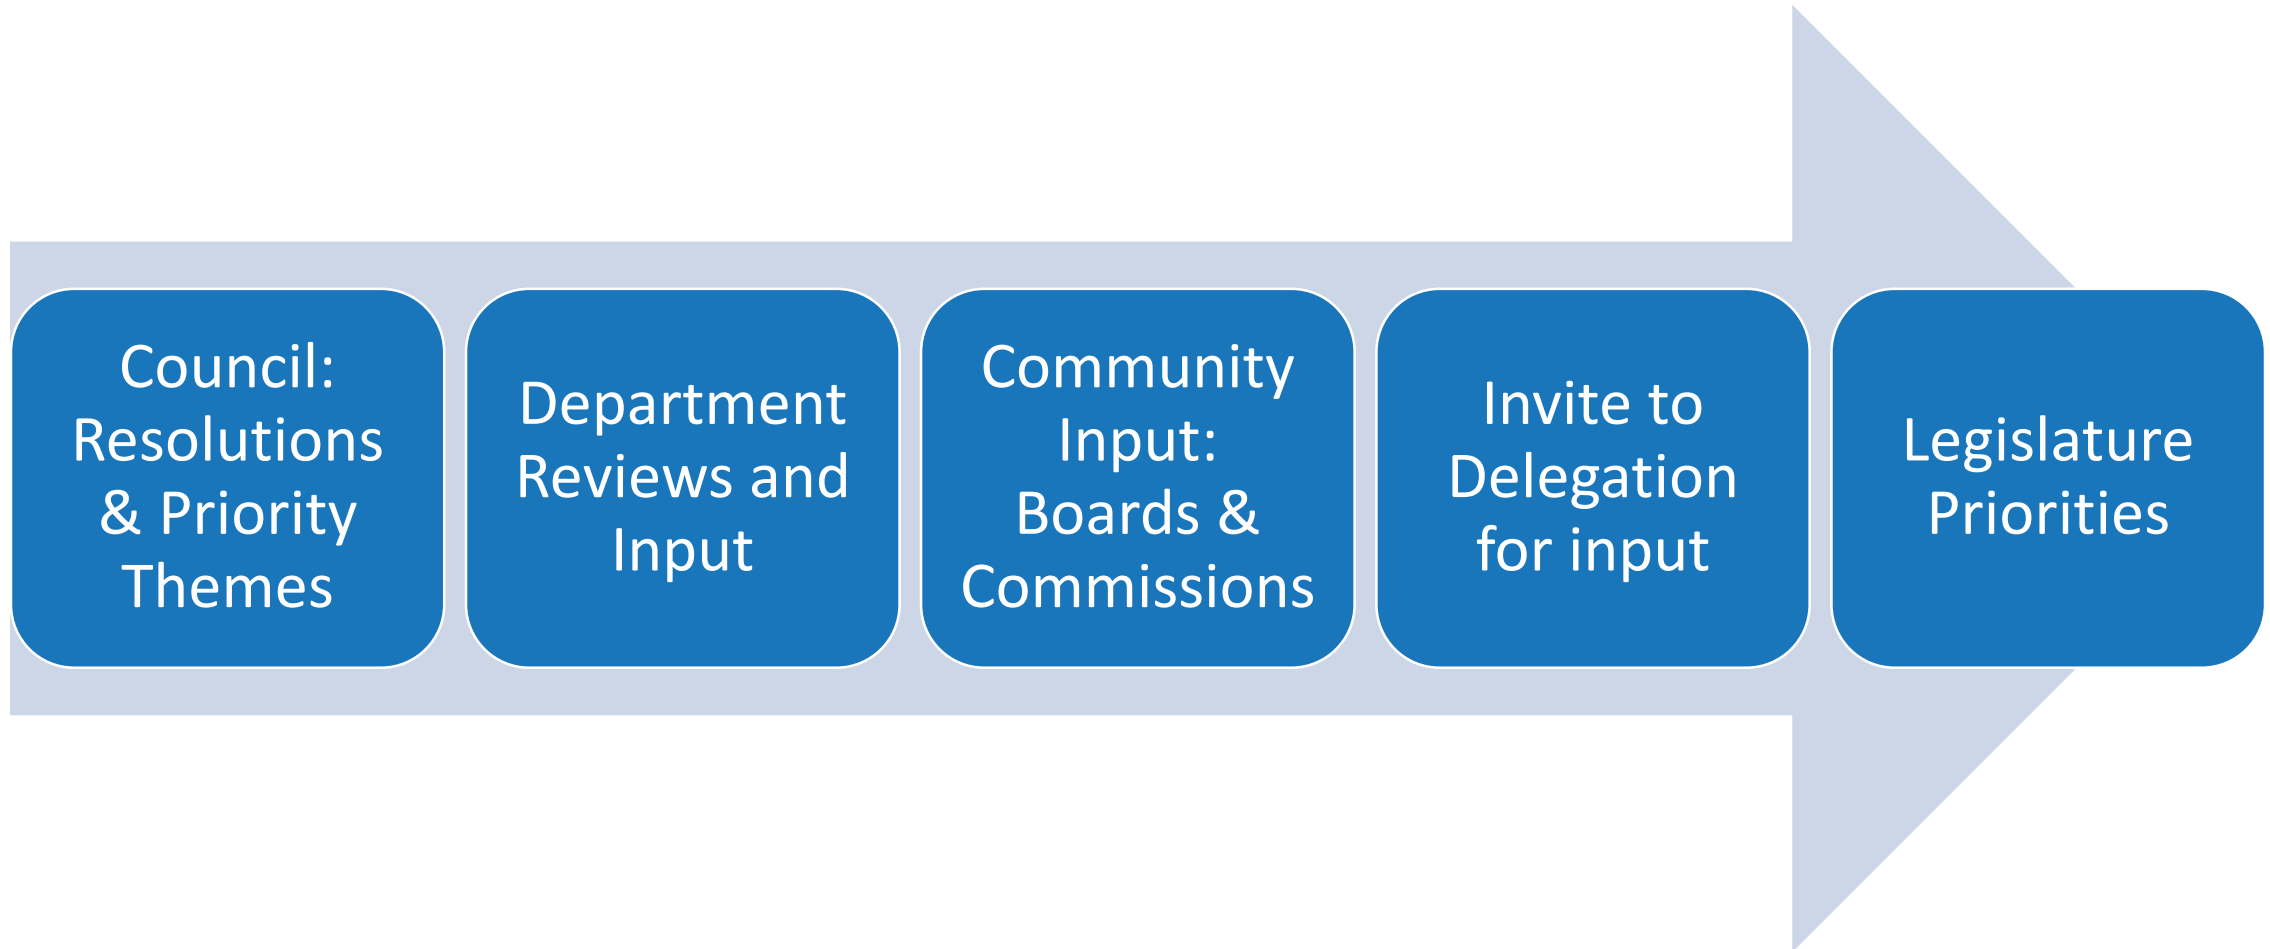 Council:
Resolutions
& Priority
Themes
Department
Reviews and
Input
Community
Input:
Boards &
Commissions
Invite to
Delegation
for input
Legislature
Priorities